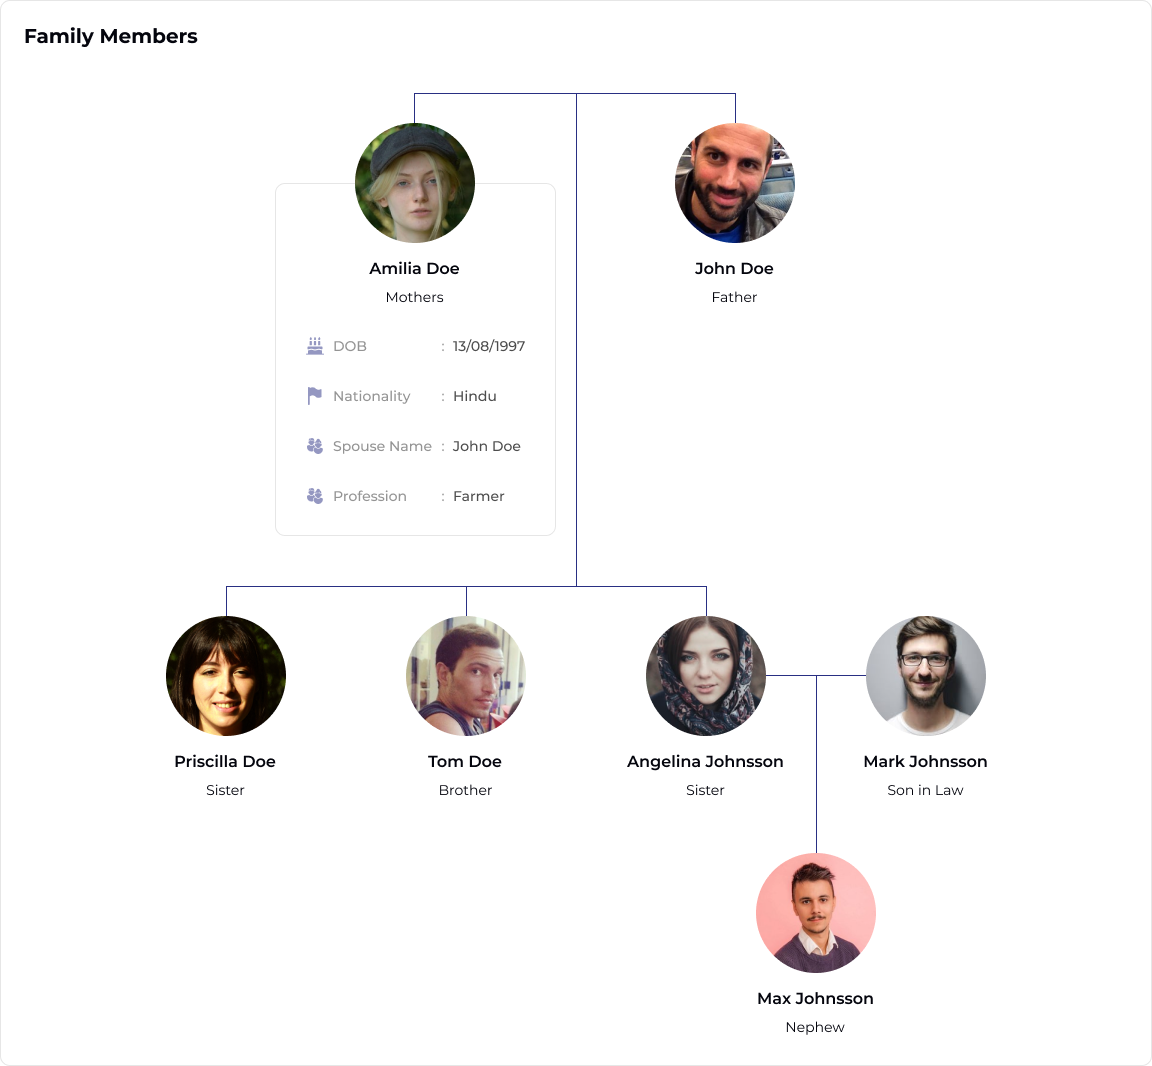 Family Members
Amilia Doe
Mothers
DOB : 13/08/1997
Nationality : Hindu
Spouse Name : John Doe
Profession : Farmer
John Doe
Father
Priscilla Doe
Sister
Tom Doe
Brother
Angelina Johnsson
Sister
Mark Johnsson
Son in Law
Max Johnsson
Nephew